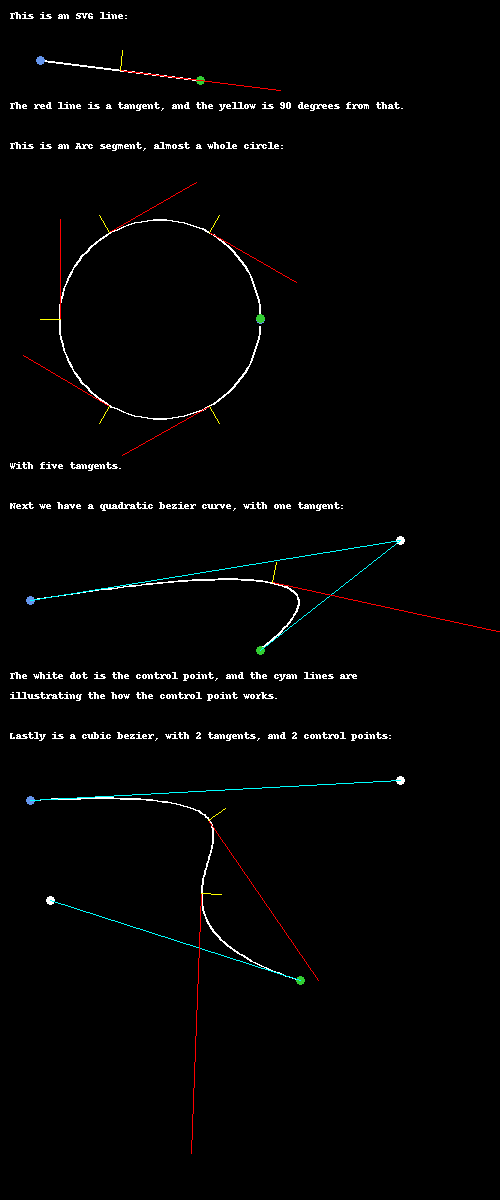 This is an SVG line:
The red line is a tangent, and the yellow is 90 degrees from that.
This is an Arc segment, almost a whole circle:
With five tangents.
Next we have a quadratic bezier curve, with one tangent:
The white dot is the control point, and the cyan lines are
illustrating the how the control point works.
Lastly is a cubic bezier, with 2 tangents, and 2 control points: